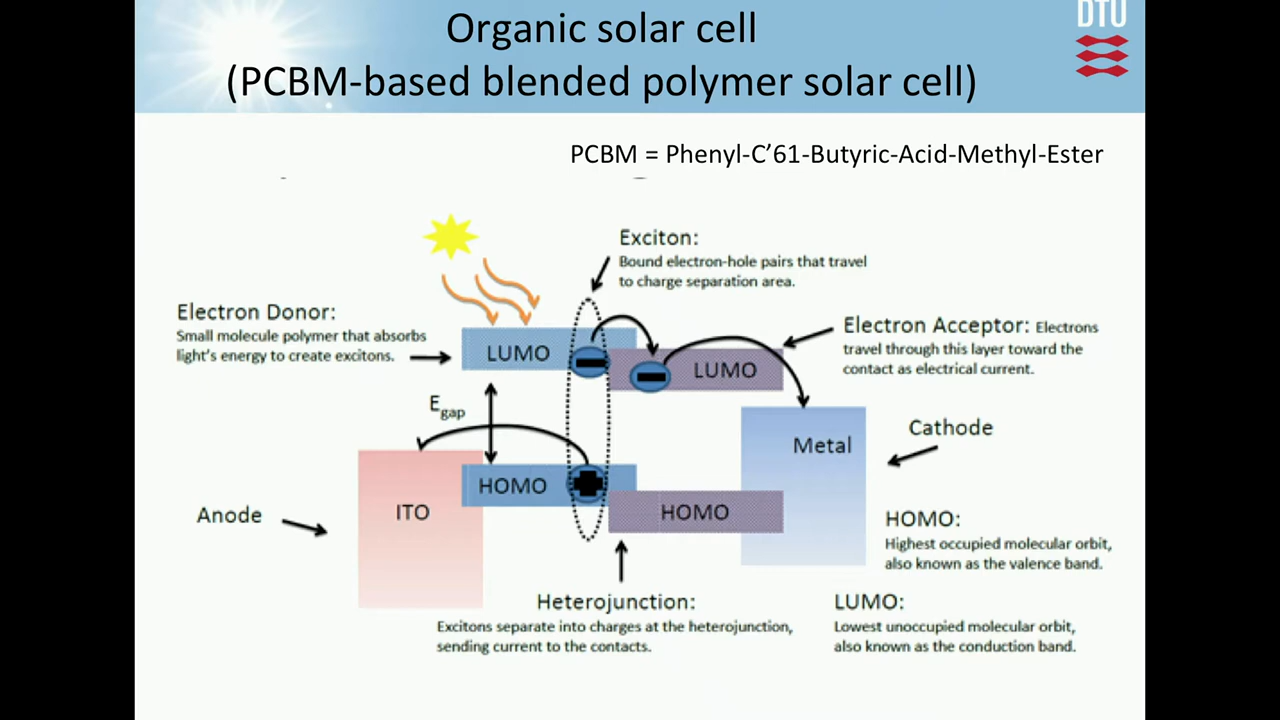 Organic solar cell
(PCBM-based blended polymer solar cell)
DTU
PCBM = Phenyl-C’61-Butyric-Acid-Methyl-Ester
Exciton:
Bound electron-hole pairs that travel
to charge separation area.
Electron Donor:
Small molecule polymer that absorbs
light's energy to create excitons.
Electron Acceptor: Electrons
travel through this layer toward the
contact as electrical current.
LUMO
LUMO
Egap
Cathode
Metal
HOMO
ITO
HOMO
Anode
HOMO:
Highest occupied molecular orbit,
also known as the valence band.
Heterojunction:
Excitons separate into charges at the heterojunction,
sending current to the contacts.
LUMO:
Lowest unoccupied molecular orbit,
also known as the conduction band.